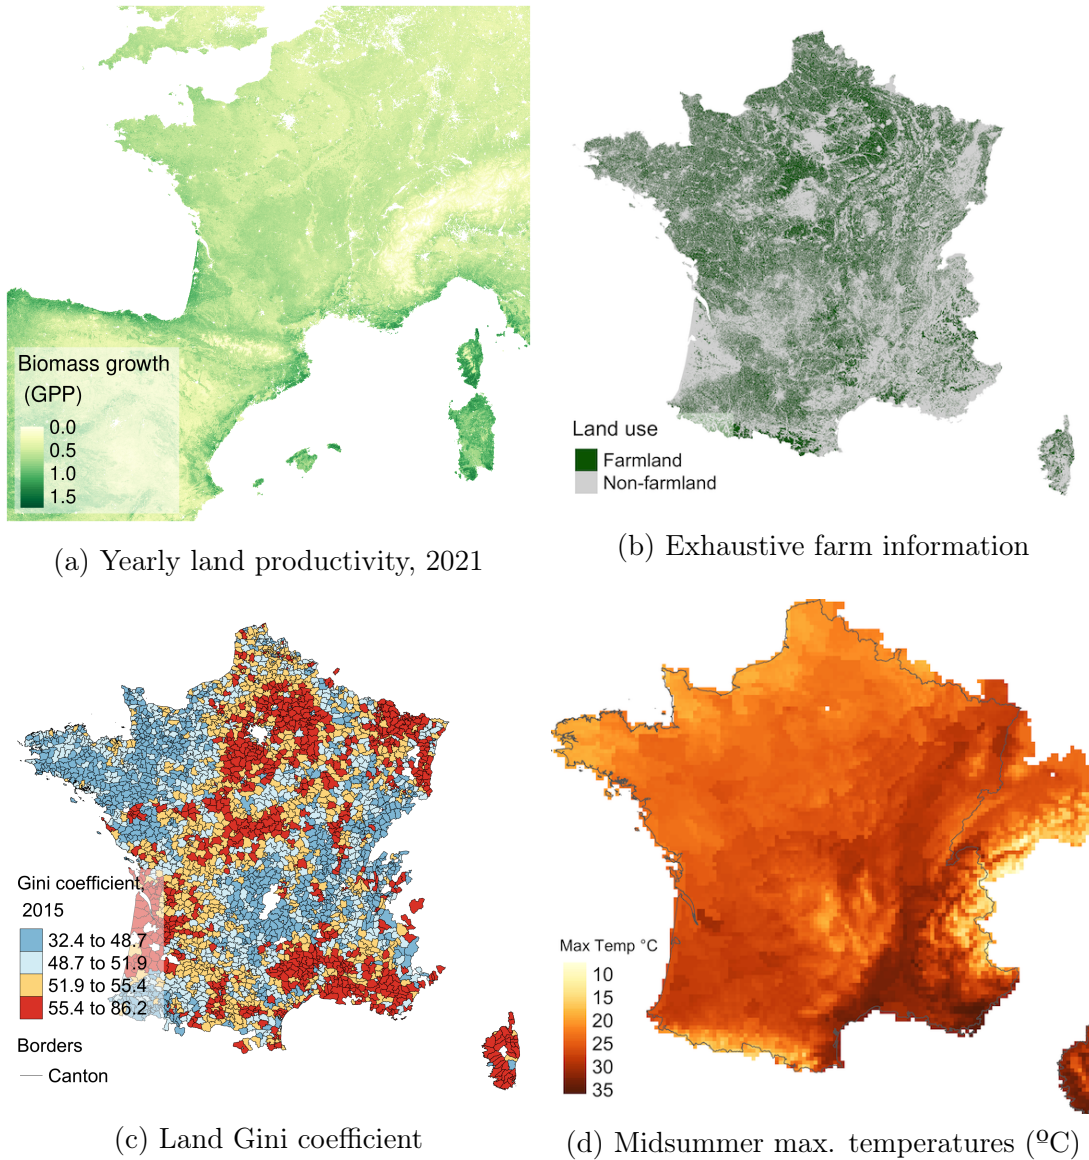 Biomass growth
(GPP)
0.0
0.5
1.0
1.5
(a) Yearly land productivity, 2021
Land use
Farmland
Non-farmland
(b) Exhaustive farm information
Gini coefficient,
2015
32.4 to 48.7
48.7 to 51.9
51.9 to 55.4
55.4 to 86.2
Borders
Canton
(c) Land Gini coefficient
Max Temp °C
10
15
20
25
30
35
(d) Midsummer max. temperatures (ºC)